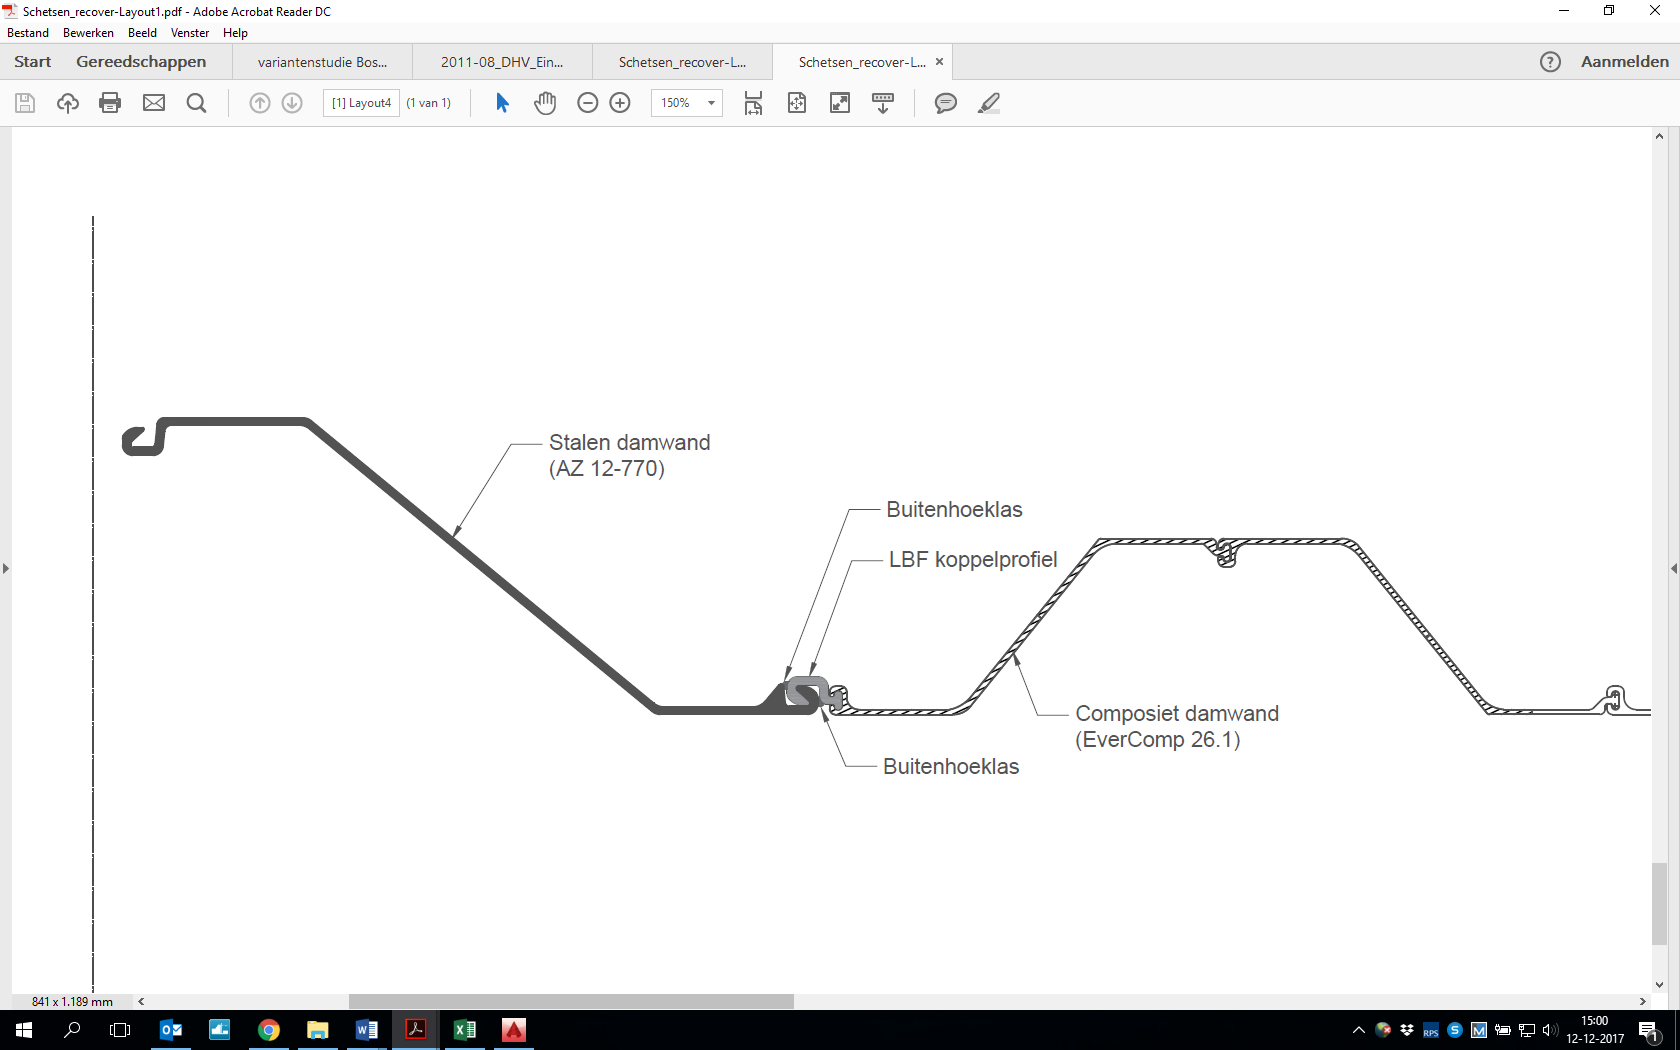 Schetsen_recover-Layout1.pdf - Adobe Acrobat Reader DC
Bestand Bewerken Beeld Venster Help
Start Gereedschappen variantenstudie Bos... 2011-08_DHV_Ein... Schetsen_recover-L... Schetsen_recover-L... × ? Aanmelden
[1] Layout4 (1 van 1) 150%
Stalen damwand
(AZ 12-770)
Buitenhoeklas
LBF koppelprofiel
Composiet damwand
(EverComp 26.1)
Buitenhoeklas
841 x 1.189 mm
RPS
15:00
12-12-2017
1